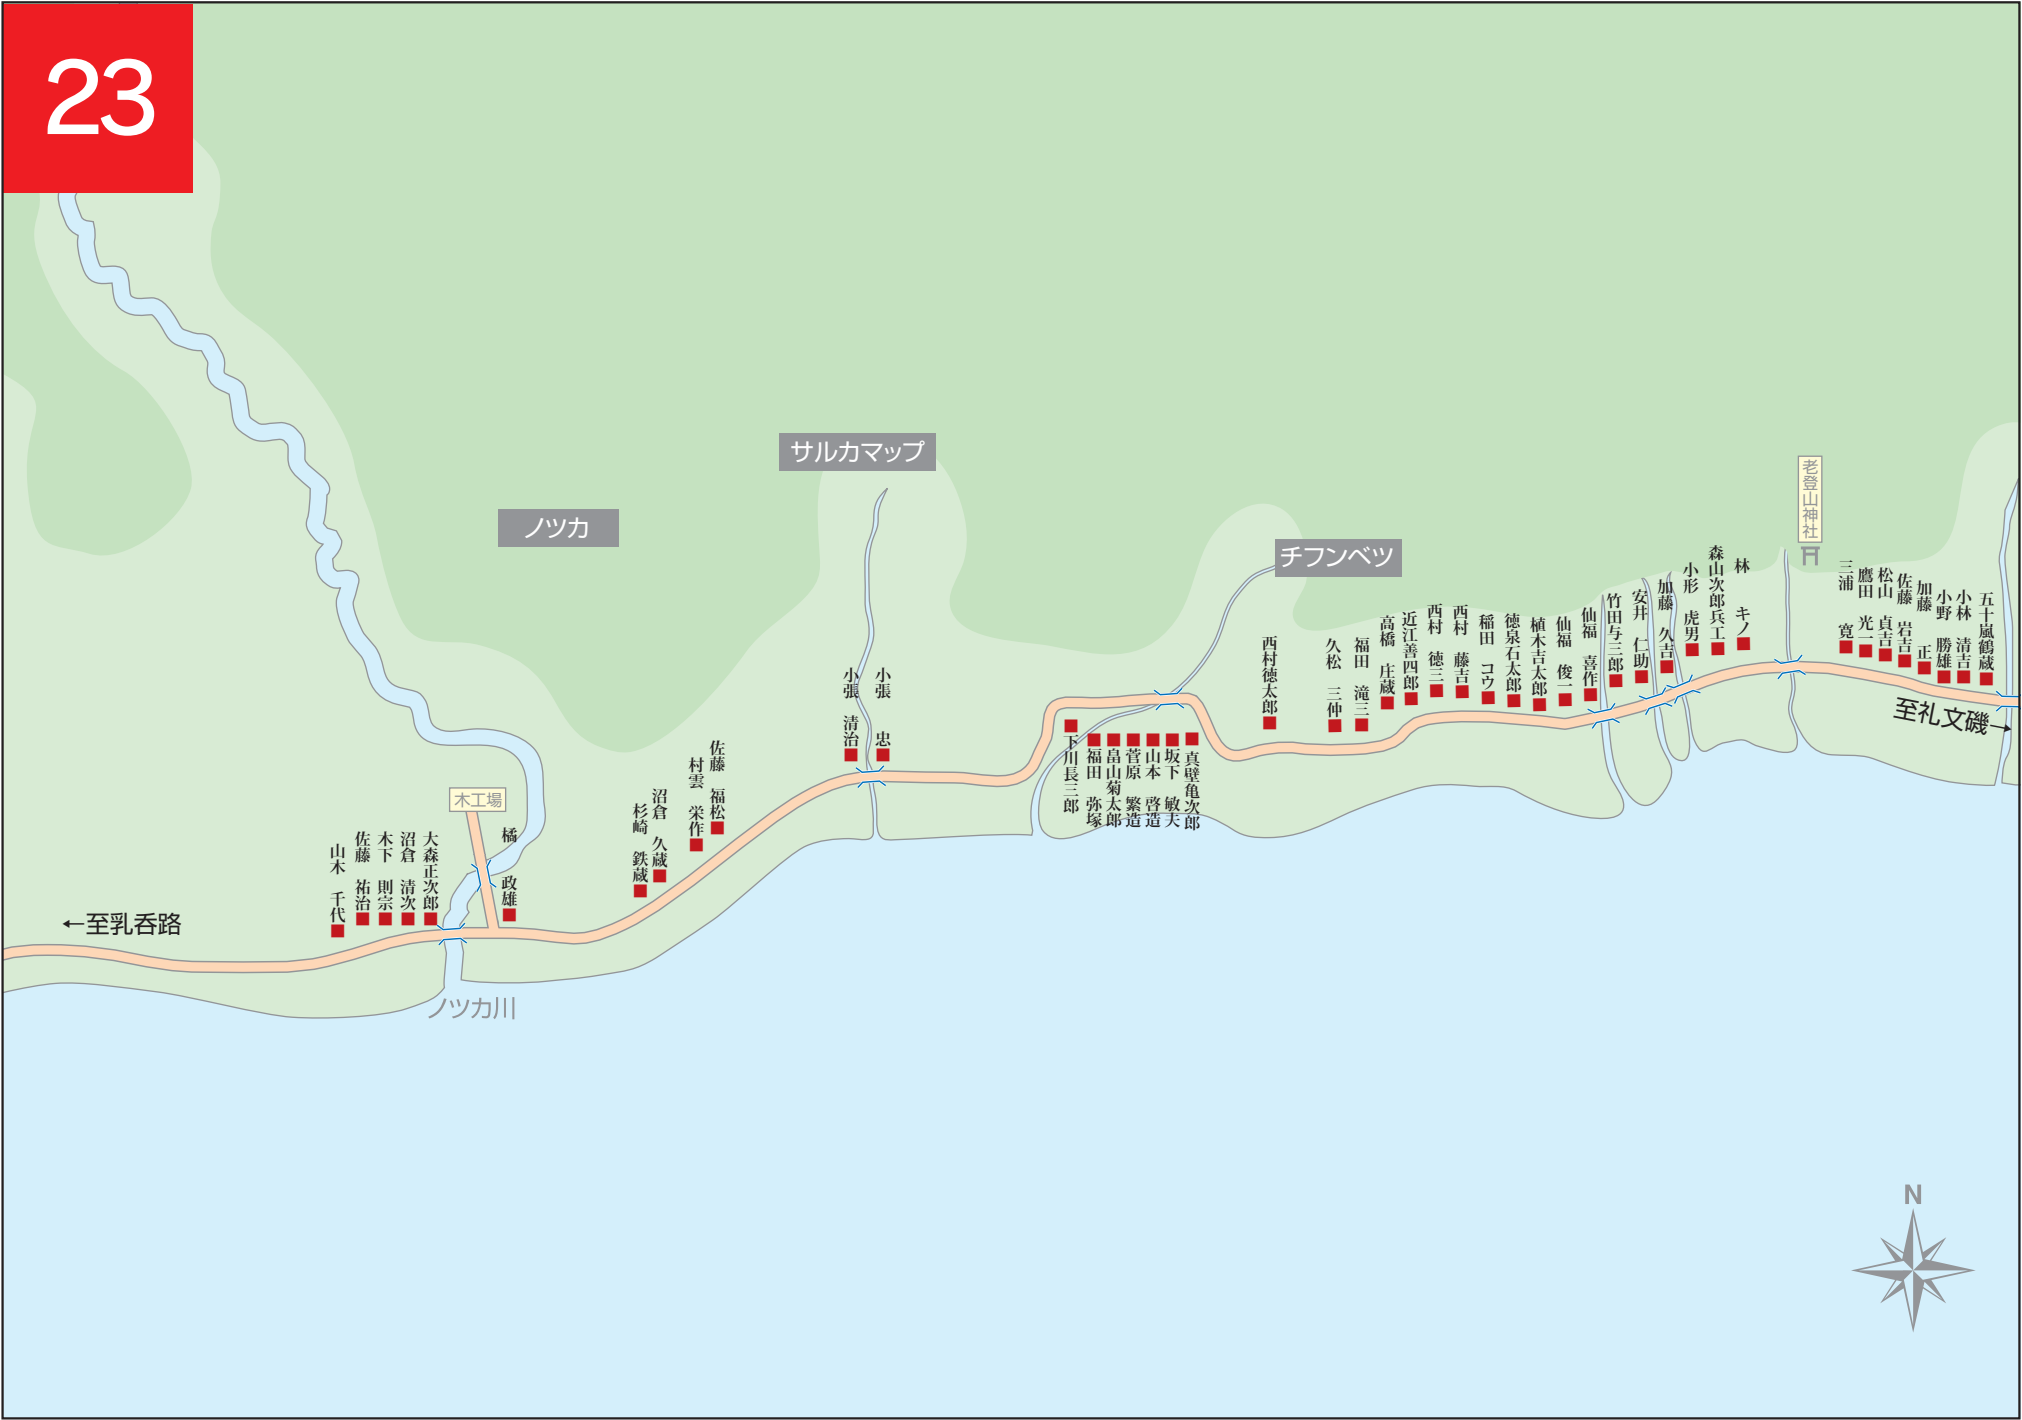 23
サルカマップ
ノツカ
チフンベツ
老登山神社
木工場
←至乳呑路
ノツカ川
至礼文磯→
N
山木 千代
佐藤 祐治
木下 則宗
沼倉 清次
大森正次郎
橘 政雄
杉崎 鉄蔵
沼倉 久蔵
村雲 栄作
佐藤 福松
小張 清治
小張 忠
下川長三郎
福田 弥塚
畠山菊太郎
菅原 繁造
山本 啓造
坂下 敏夫
真壁亀次郎
西村徳太郎
久松 三仲
福田 滝三
高橋 庄蔵
近江善四郎
西村 徳三
西村 藤吉
稲田 コウ
徳泉石太郎
植木吉太郎
仙福 俊一
仙福 喜作
竹田与三郎
安井 仁助
加藤 久吉
小形 虎男
森山次郎兵工
林 キノ
三浦 寛
鷹田 光一
松山 貞吉
佐藤 岩吉
加藤 正
小野 勝雄
小林 清吉
五十嵐鶴蔵